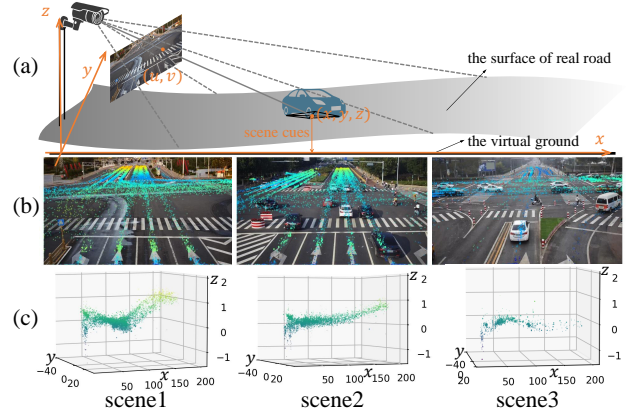 z
(a)
y
(u, v)
the surface of real road
(x, y, z)
scene cues
x
the virtual ground
(b)
(c)
z 2
1
0
−1
y
−40
0
20
50
100
150
200
x
scene1
z 2
1
0
−1
y
−40
0
20
50
100
150
200
x
scene2
z 2
1
0
−1
y
−40
0
20
50
100
150
200
x
scene3